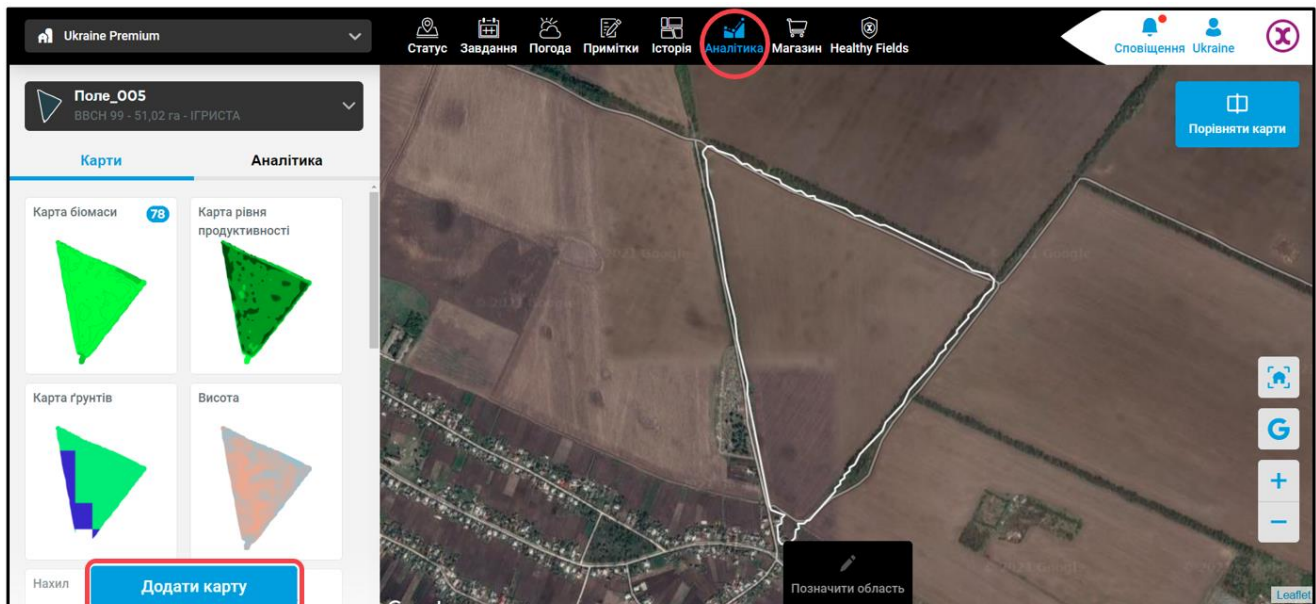 Ukraine Premium
Статус Завдання Погода Примітки Історія Аналітика Магазин Healthy Fields
Сповіщення Ukraine
Поле_005
BBCH 99 - 51,02 га - ІГРИСТА
Карти Аналітика
Порівняти карти
Карта біомаси 78
Карта рівня
продуктивності
Карта ґрунтів
Висота
Нахил
Додати карту
Позначити область
G
Leaflet